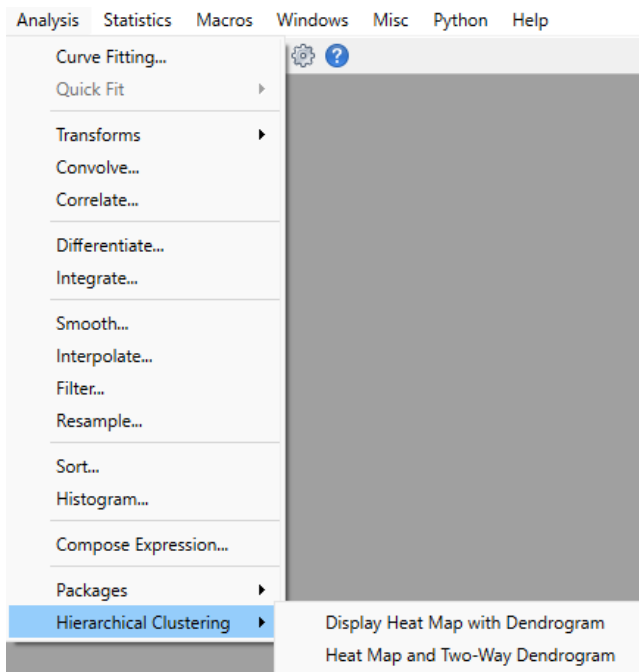 Analysis Statistics Macros Windows Misc Python Help
Curve Fitting...
Quick Fit
Transforms
Convolve...
Correlate...
Differentiate...
Integrate...
Smooth...
Interpolate...
Filter...
Resample...
Sort...
Histogram...
Compose Expression...
Packages
Hierarchical Clustering
Display Heat Map with Dendrogram
Heat Map and Two-Way Dendrogram